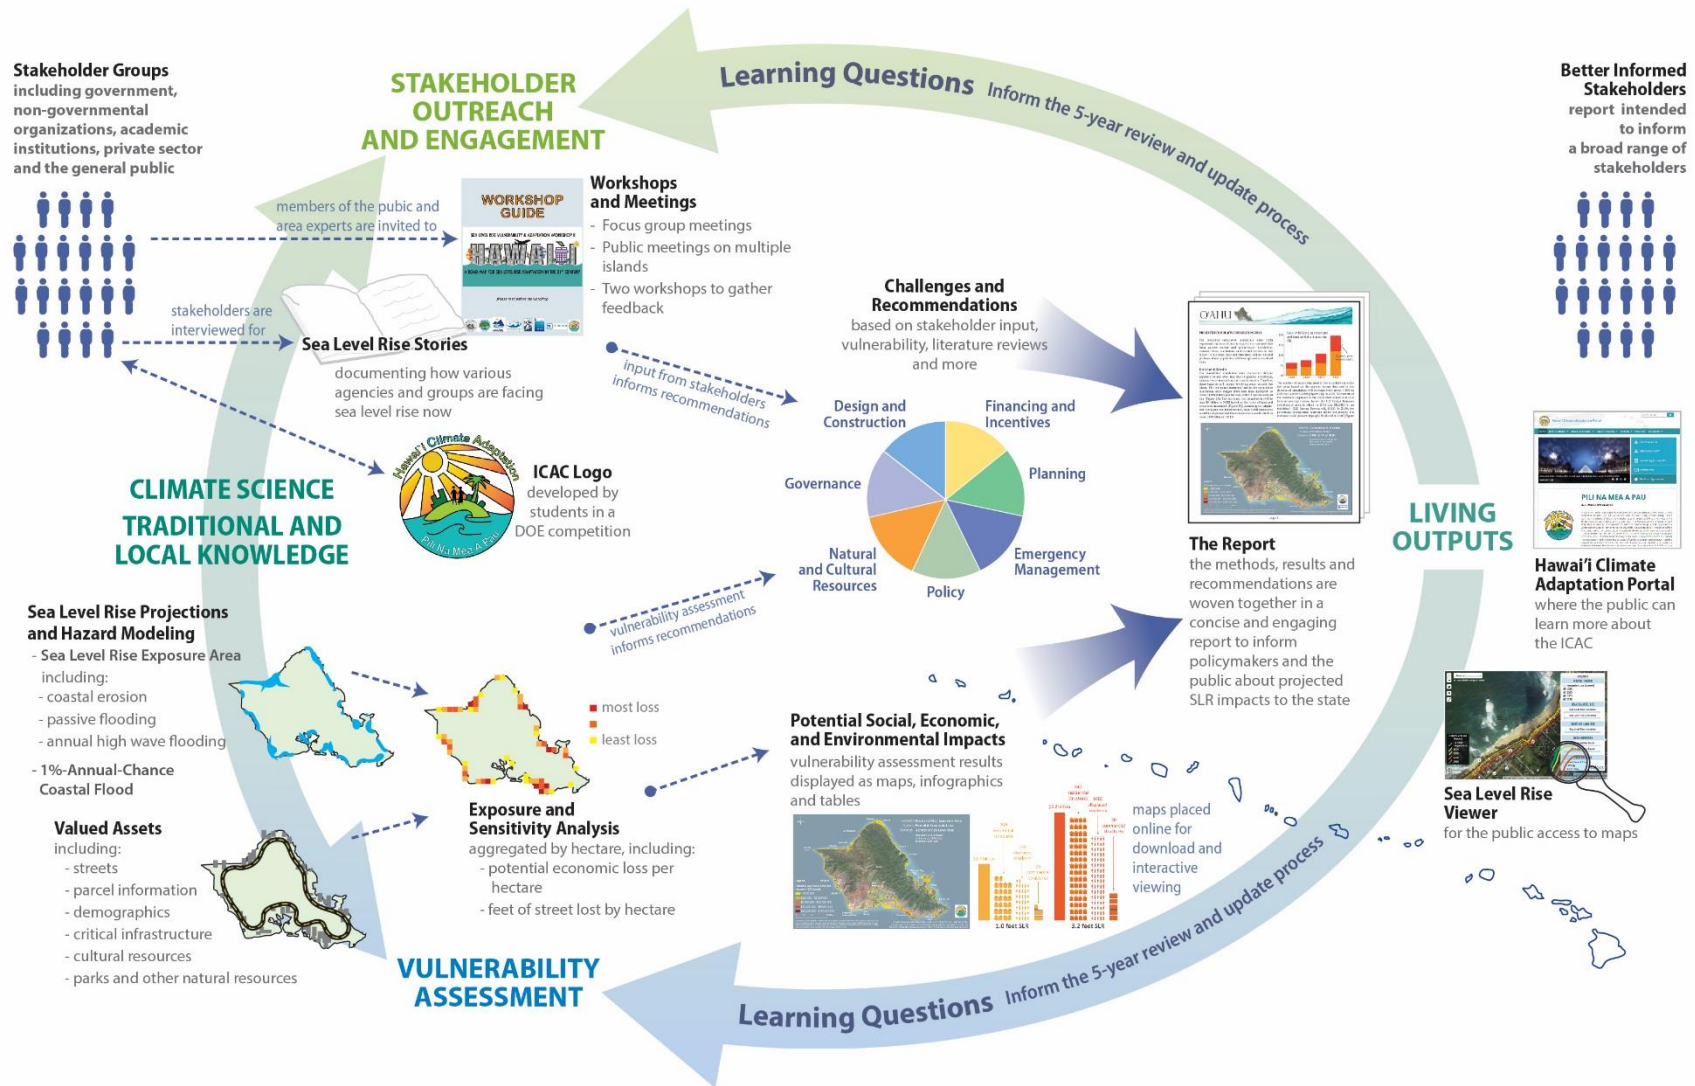 Stakeholder Groups
including government,
non-governmental
organizations, academic
institutions, private sector
and the general public
STAKEHOLDER
OUTREACH
AND ENGAGEMENT
Learning Questions Inform the 5-year review and update process
Better Informed
Stakeholders
report intended
to inform
a broad range of
stakeholders
members of the pubic and
area experts are invited to
WORKSHOP
GUIDE
HAWAI'I
Workshops
and Meetings
- Focus group meetings
- Public meetings on multiple
islands
- Two workshops to gather
feedback
stakeholders are
interviewed for
Sea Level Rise Stories
documenting how various
agencies and groups are facing
sea level rise now
input from stakeholders
informs recommendations
Challenges and
Recommendations
based on stakeholder input,
vulnerability, literature reviews
and more
Design and
Construction
Financing and
Incentives
Governance
Planning
Natural
and Cultural
Resources
Emergency
Management
Policy
Hawai'i Climate Adaptation
Pili Na Mea A Pau
ICAC Logo
developed by
students in a
DOE competition
CLIMATE SCIENCE
TRADITIONAL AND
LOCAL KNOWLEDGE
O'AHU
The Report
the methods, results and
recommendations are
woven together in a
concise and engaging
report to inform
policymakers and the
public about projected
SLR impacts to the state
LIVING
OUTPUTS
PILI NA MEA A PAU
Hawai'i Climate
Adaptation Portal
where the public can
learn more about
the ICAC
vulnerability assessment
informs recommendations
Sea Level Rise Projections
and Hazard Modeling
- Sea Level Rise Exposure Area
including:
- coastal erosion
- passive flooding
- annual high wave flooding
- 1%-Annual-Chance
Coastal Flood
most loss
least loss
Valued Assets
including:
- streets
- parcel information
- demographics
- critical infrastructure
- cultural resources
- parks and other natural resources
Exposure and
Sensitivity Analysis
aggregated by hectare, including:
- potential economic loss per
hectare
- feet of street lost by hectare
Potential Social, Economic,
and Environmental Impacts
vulnerability assessment results
displayed as maps, infographics
and tables
1.0 feet SLR
3.2 feet SLR
maps placed
online for
download and
interactive
viewing
Sea Level Rise
Viewer
for the public access to maps
VULNERABILITY
ASSESSMENT
Learning Questions Inform the 5-year review and update process